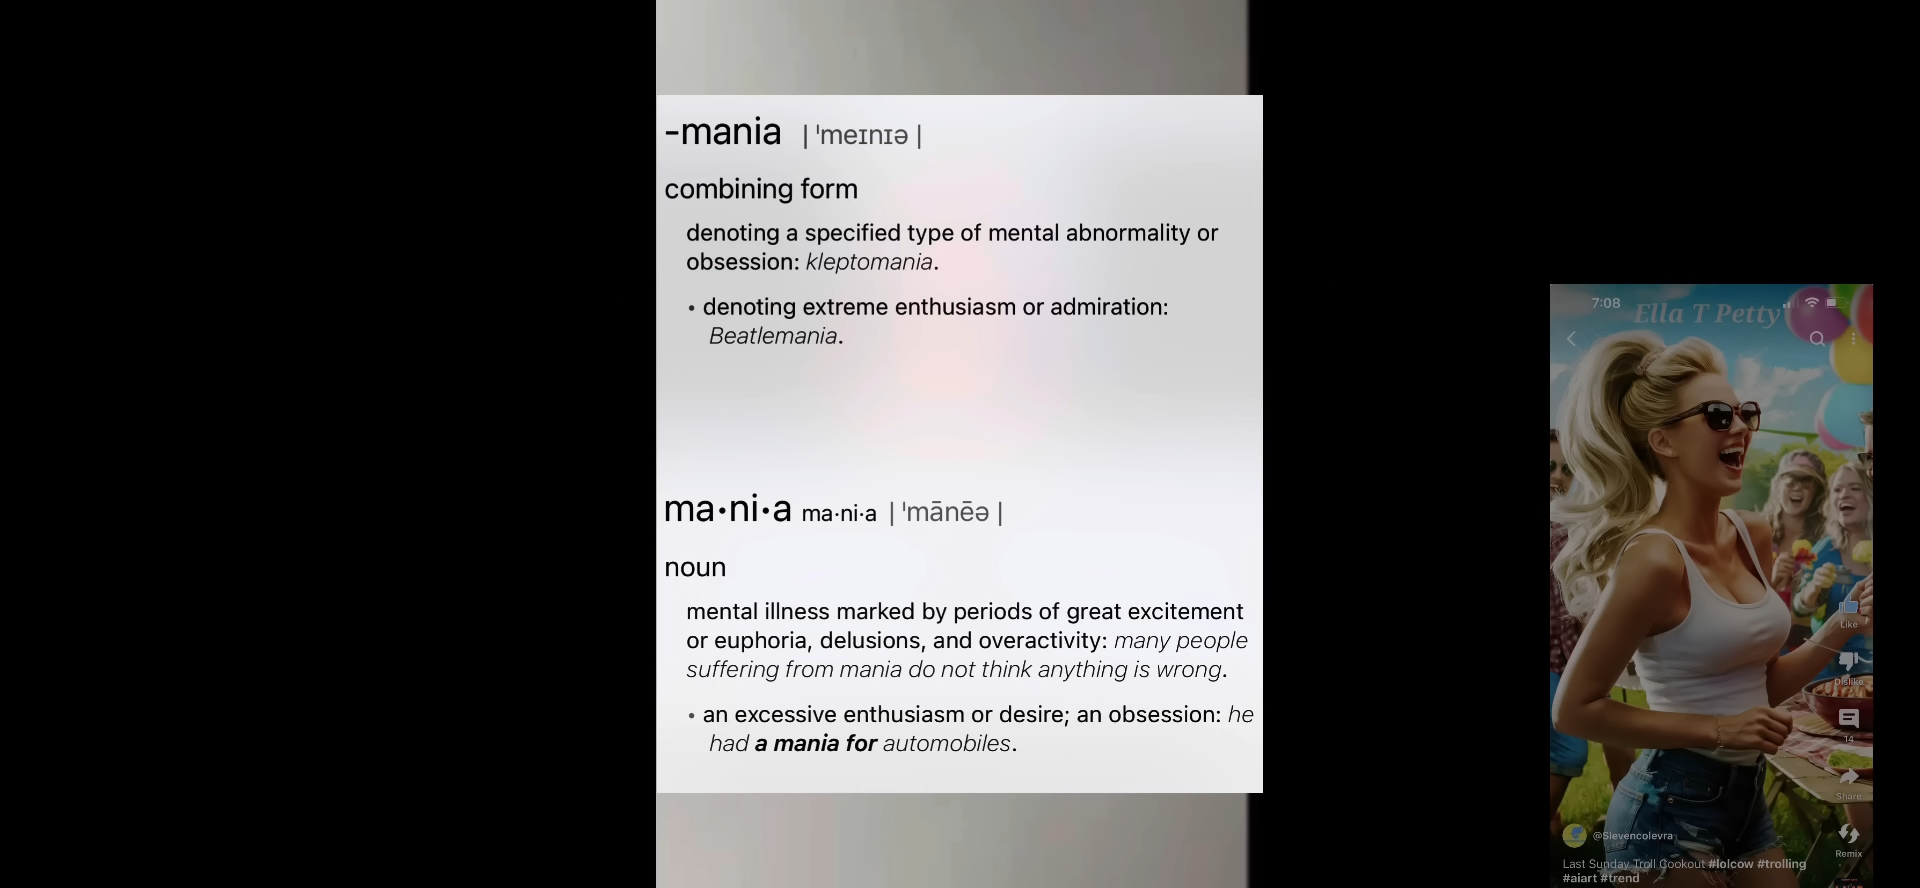 -mania | ˈmeɪnɪə |
combining form
denoting a specified type of mental abnormality or
obsession: kleptomania.
• denoting extreme enthusiasm or admiration:
Beatlemania.
ma•ni•a ma·ni·a | ˈmānēə |
noun
mental illness marked by periods of great excitement
or euphoria, delusions, and overactivity: many people
suffering from mania do not think anything is wrong.
• an excessive enthusiasm or desire; an obsession: he
had a mania for automobiles.
7:08
Ella T Petty
Like
Dislike
14
Share
@Slevencolevra
Remix
Last Sunday Troll Cookout #lolcow #trolling
#aiart #trend